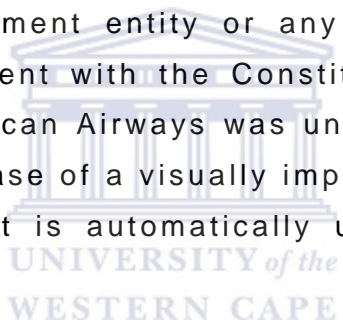 ment entity or any
ent with the Constit
can Airways was un
ase of a visually imp
t is automatically u
UNIVERSITY of the
WESTERN CAPE